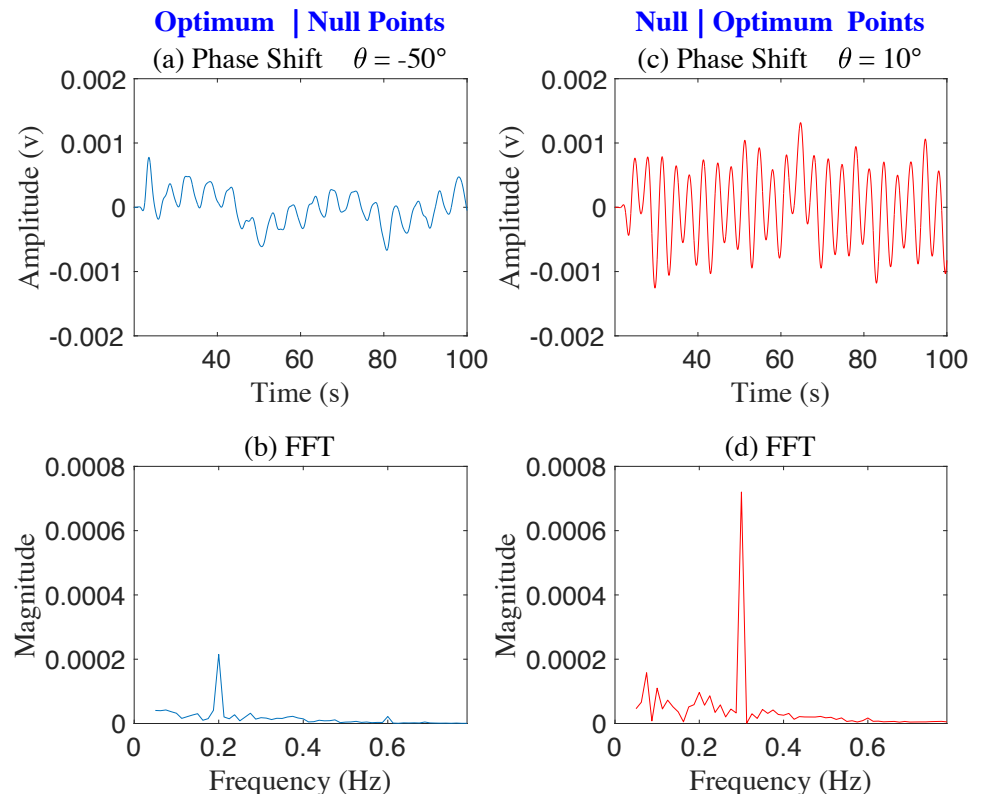 Optimum | Null Points
(a) Phase Shift θ = -50°
0.002
0.001
0
-0.001
-0.002
Amplitude (v)
40 60 80 100
Time (s)
Null | Optimum Points
(c) Phase Shift θ = 10°
0.002
0.001
0
-0.001
-0.002
Amplitude (v)
40 60 80 100
Time (s)
(b) FFT
0.0008
0.0006
0.0004
0.0002
0
Magnitude
0 0.2 0.4 0.6
Frequency (Hz)
(d) FFT
0.0008
0.0006
0.0004
0.0002
0
Magnitude
0 0.2 0.4 0.6
Frequency (Hz)